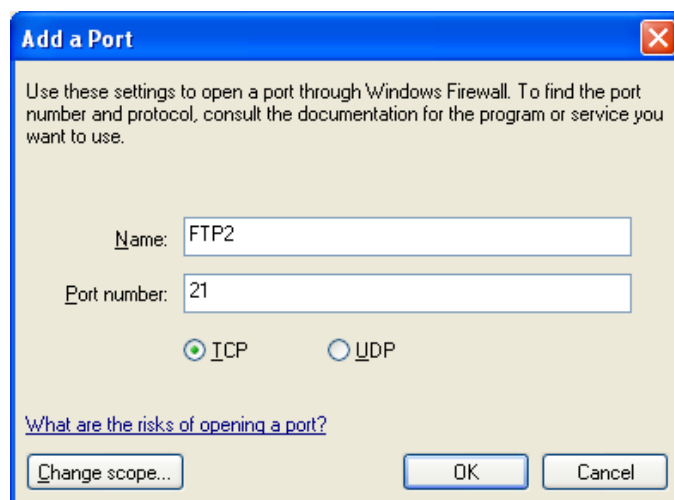 Add a Port
Use these settings to open a port through Windows Firewall. To find the port
number and protocol, consult the documentation for the program or service you
want to use.
Name: FTP2
Port number: 21
TCP UDP
What are the risks of opening a port?
Change scope... OK Cancel